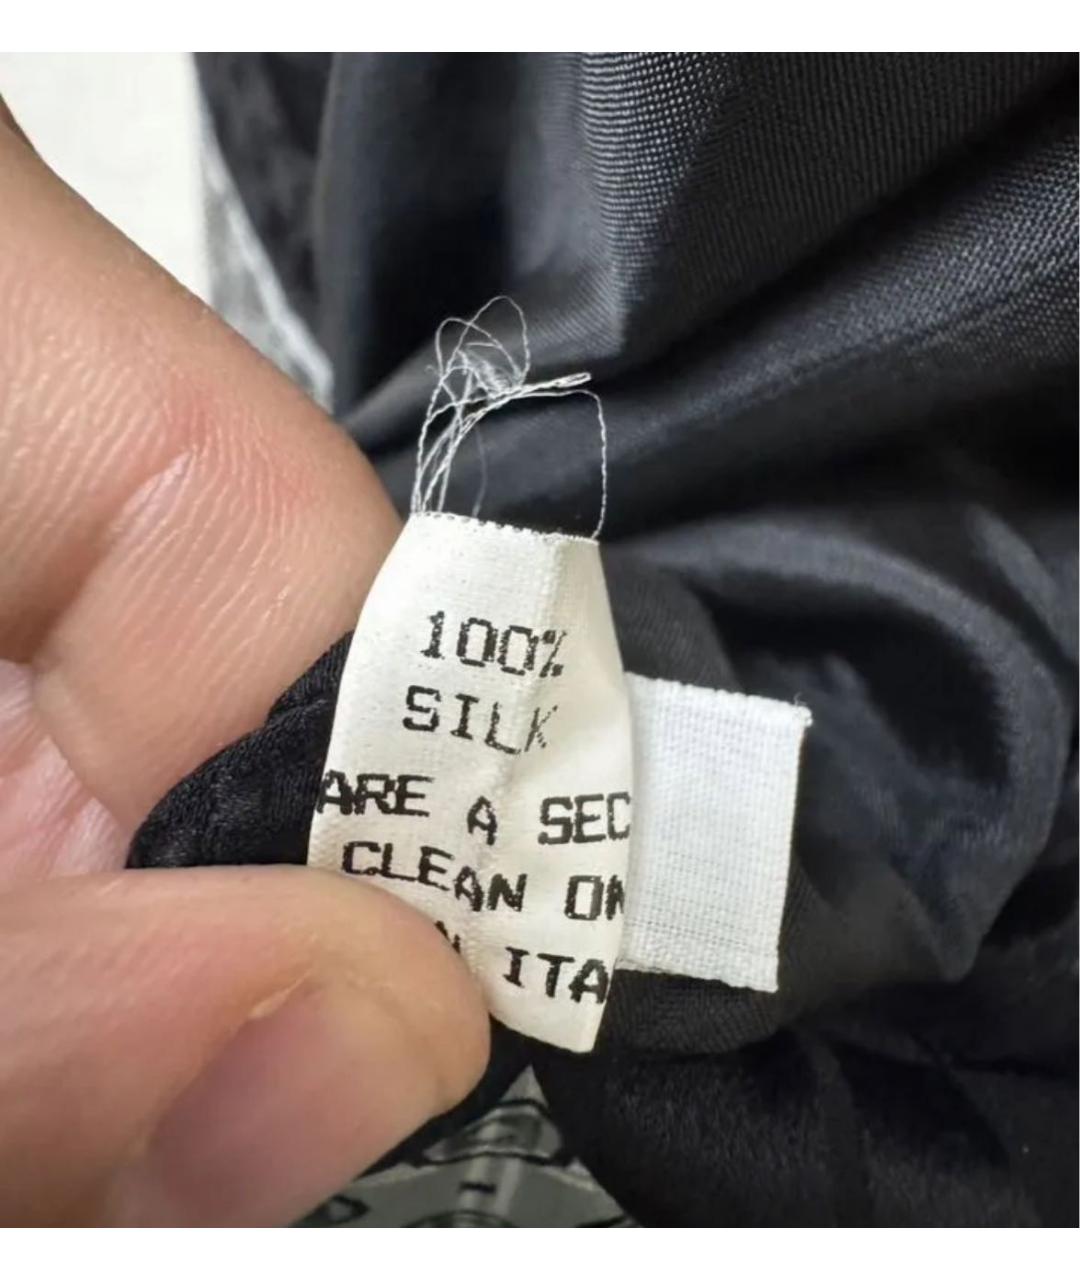 100%
SILK
ARE A SEC
CLEAN ON
N ITA